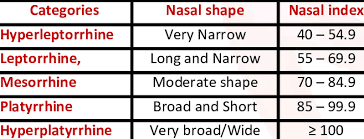 Categories Nasal shape Nasal index
Hyperleptorrhine Very Narrow 40 – 54.9
Leptorrhine, Long and Narrow 55 – 69.9
Mesorrhine Moderate shape 70 – 84.9
Platyrrhine Broad and Short 85 – 99.9
Hyperplatyrrhine Very broad/Wide ≥ 100